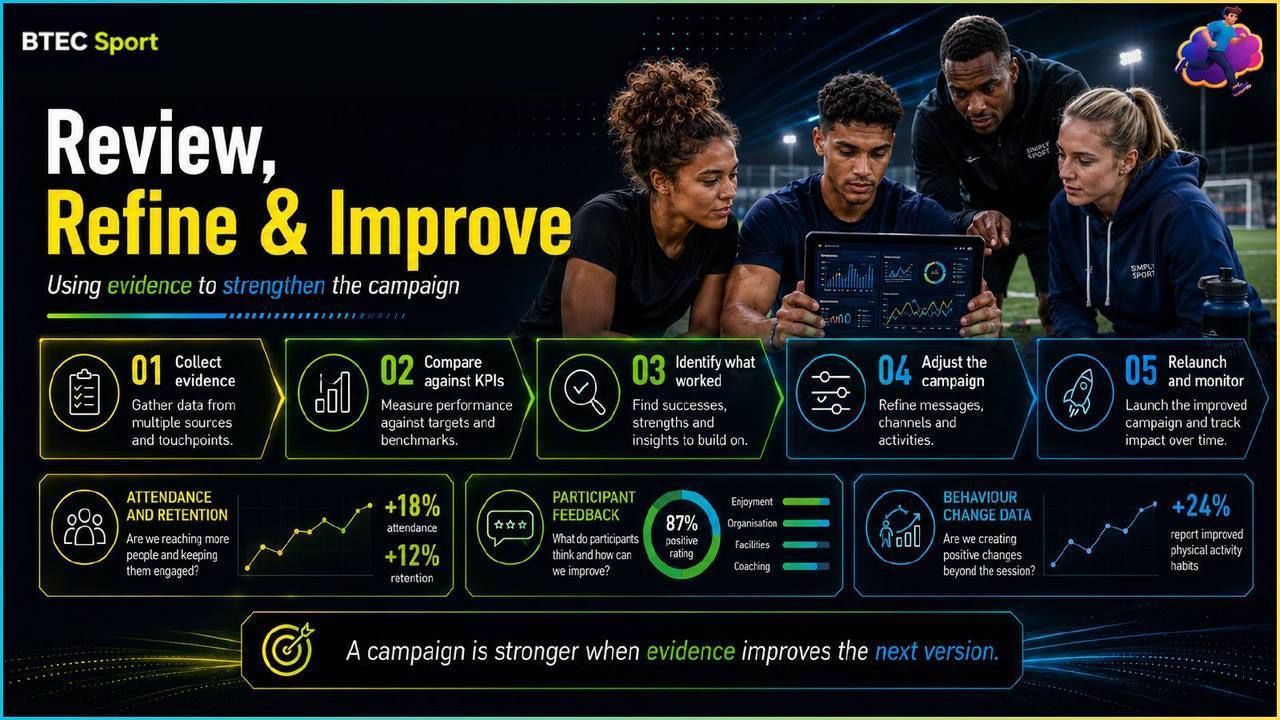 BTEC Sport
Review,
Refine & Improve
Using evidence to strengthen the campaign
SIMPLY
SPORT
SIMPLY
SPORT
01 Collect
evidence
Gather data from
multiple sources
and touchpoints.
02 Compare
against KPIs
Measure performance
against targets and
benchmarks.
03 Identify what
worked
Find successes,
strengths and
insights to build on.
04 Adjust the
campaign
Refine messages,
channels and
activities.
05 Relaunch
and monitor
Launch the improved
campaign and track
impact over time.
ATTENDANCE
AND RETENTION
Are we reaching more
people and keeping
them engaged?
+18%
attendance
+12%
retention
PARTICIPANT
FEEDBACK
What do participants
think and how can
we improve?
87%
positive
rating
Enjoyment
Organisation
Facilities
Coaching
BEHAVIOUR
CHANGE DATA
Are we creating
positive changes
beyond the session?
+24%
report improved
physical activity
habits
A campaign is stronger when evidence improves the next version.